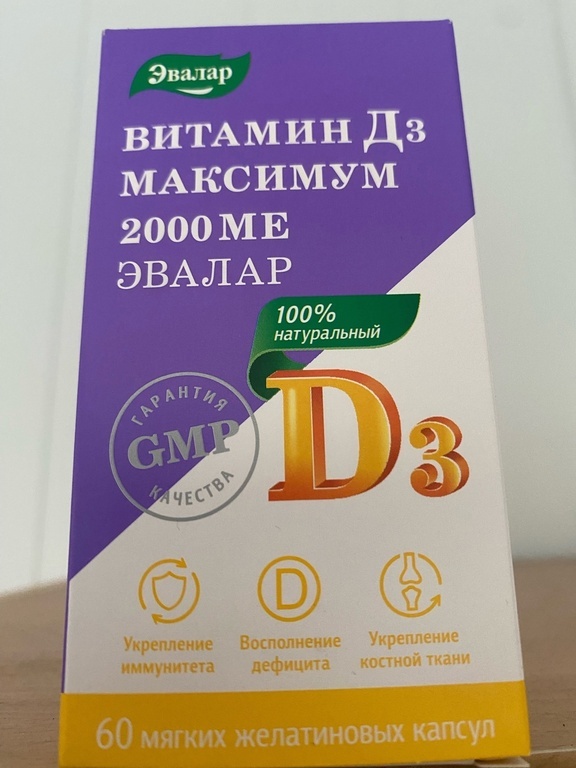 Эвалар
ВИТАМИН Д3
МАКСИМУМ
2000 МЕ
ЭВАЛАР
100%
натуральный
ГАРАНТИЯ
GMP
КАЧЕСТВА
D3
D
Укрепление
иммунитета
Восполнение
дефицита
Укрепление
костной ткани
60 мягких желатиновых капсул